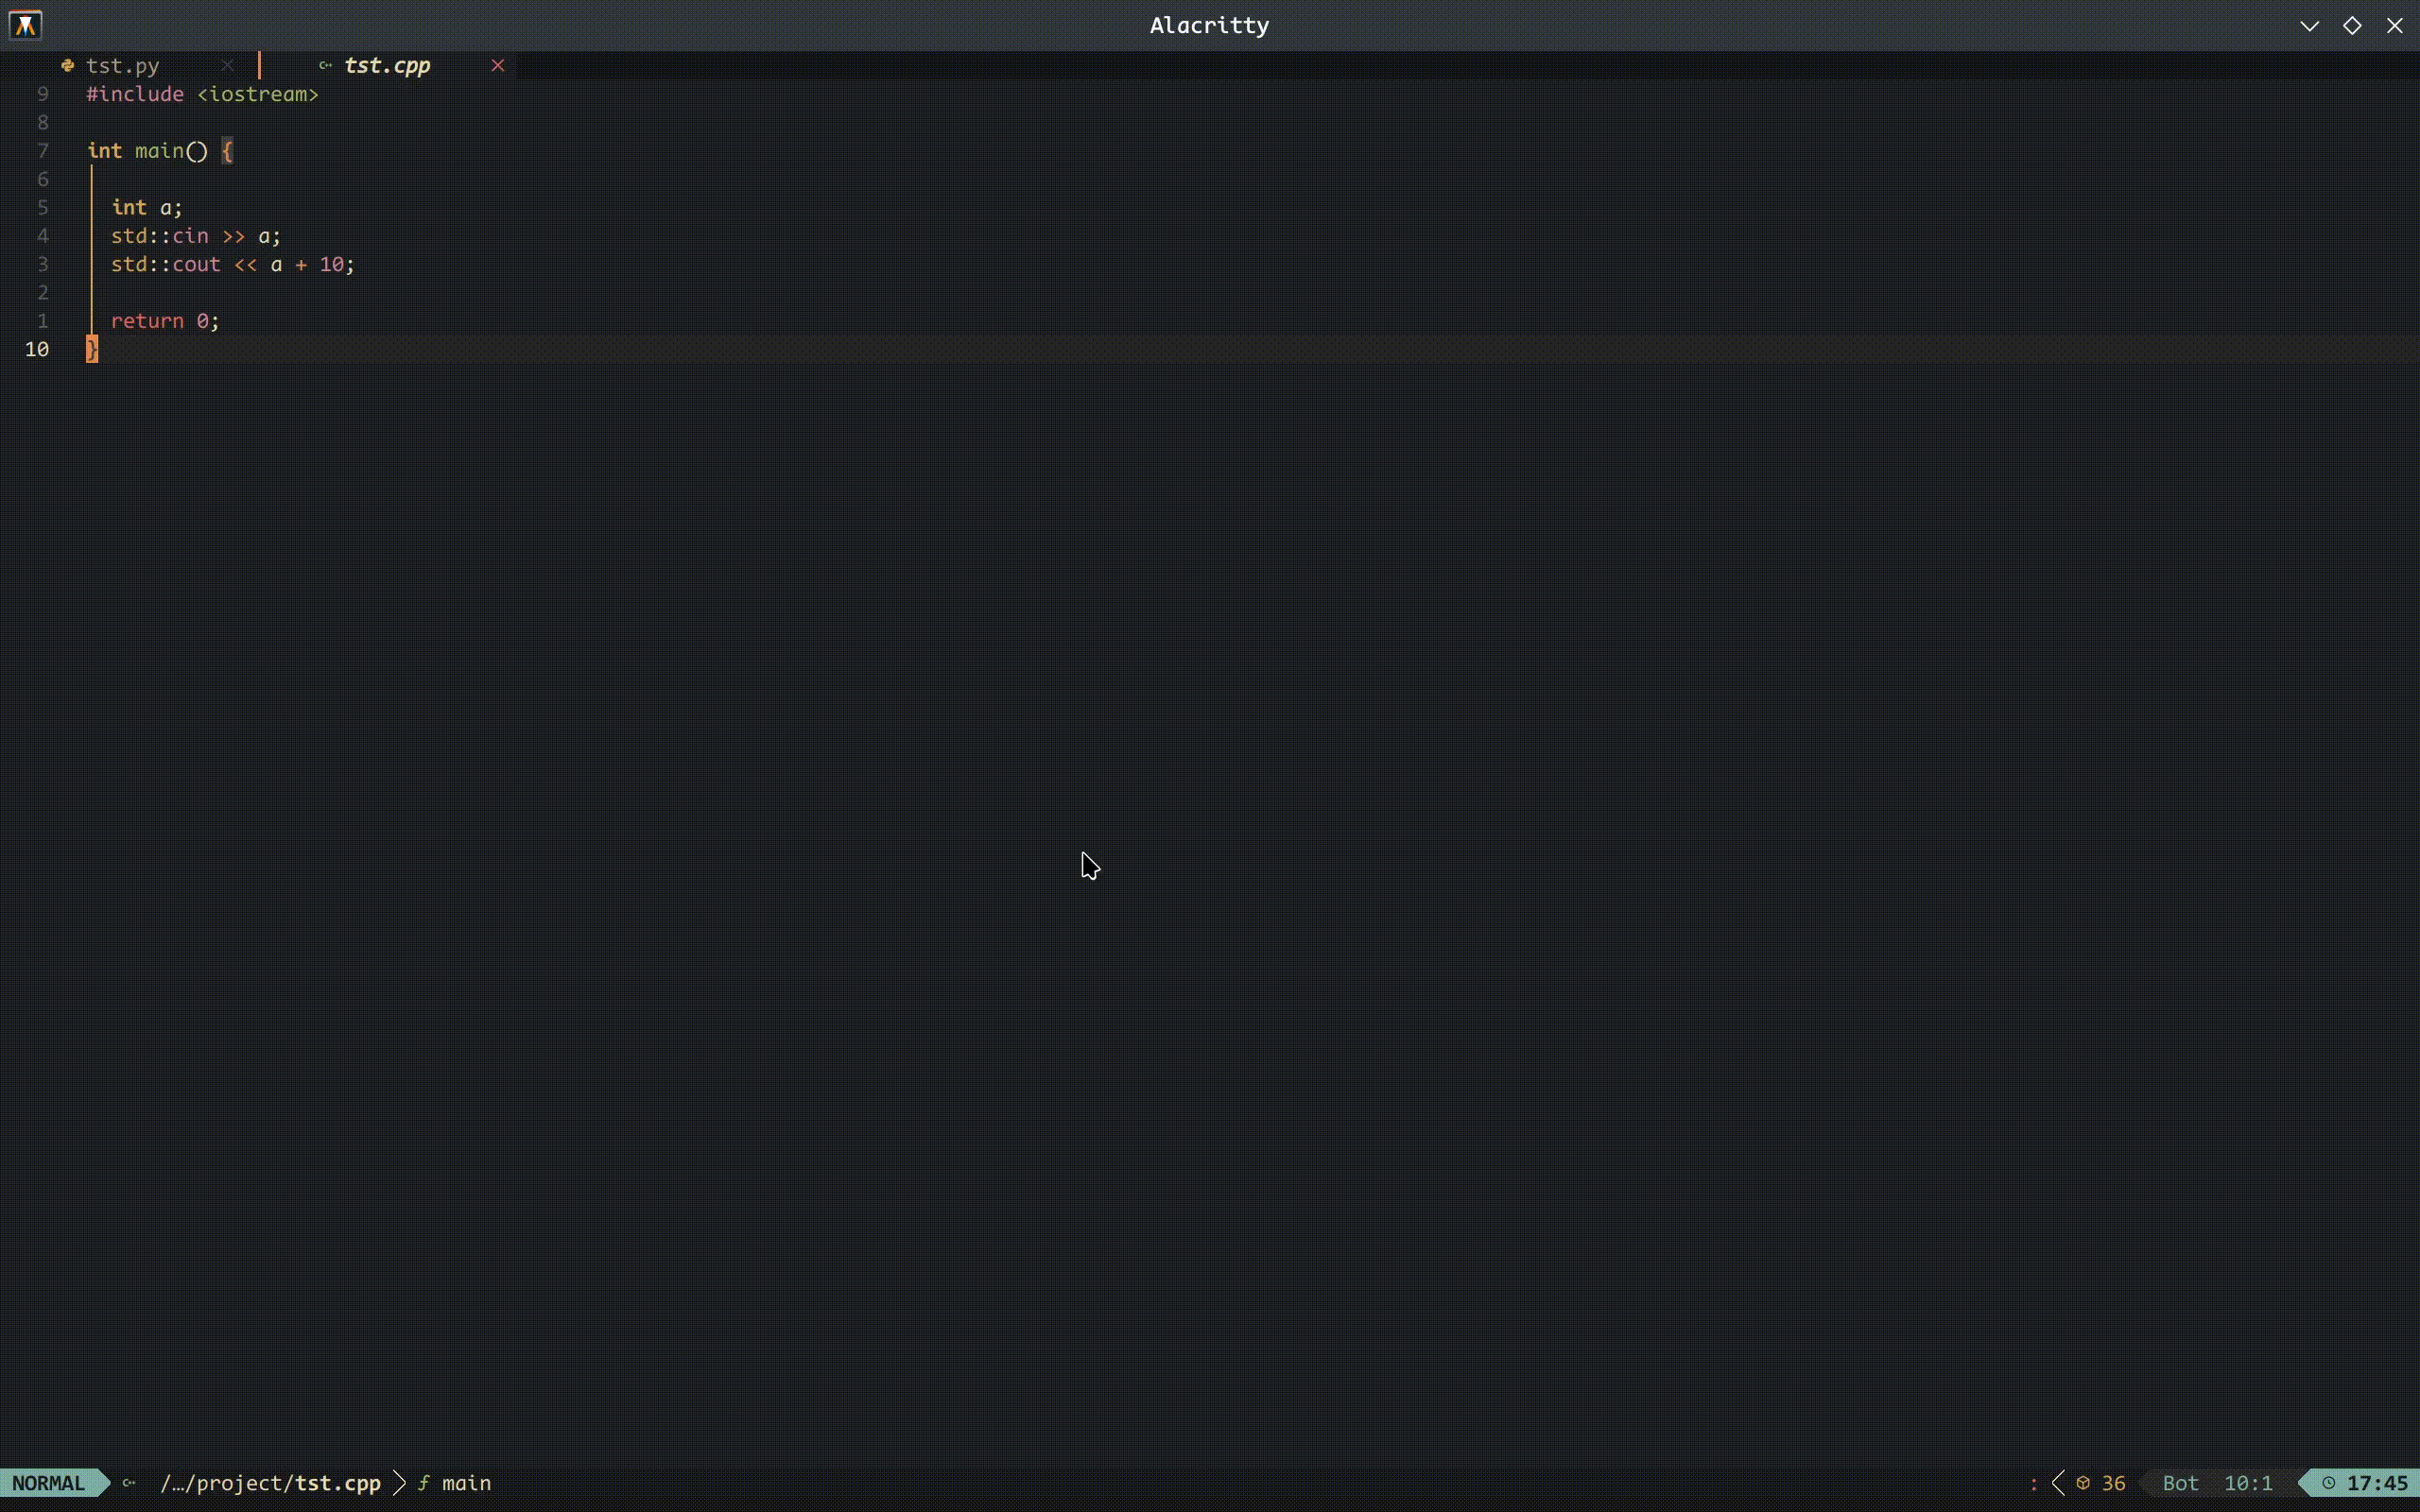 Alacritty
tst.py tst.cpp
9 #include <iostream>
8
7 int main() {
6
5 int a;
4 std::cin >> a;
3 std::cout << a + 10;
2
1 return 0;
10 }
NORMAL /…/project/tst.cpp f main : 36 Bot 10:1 17:45